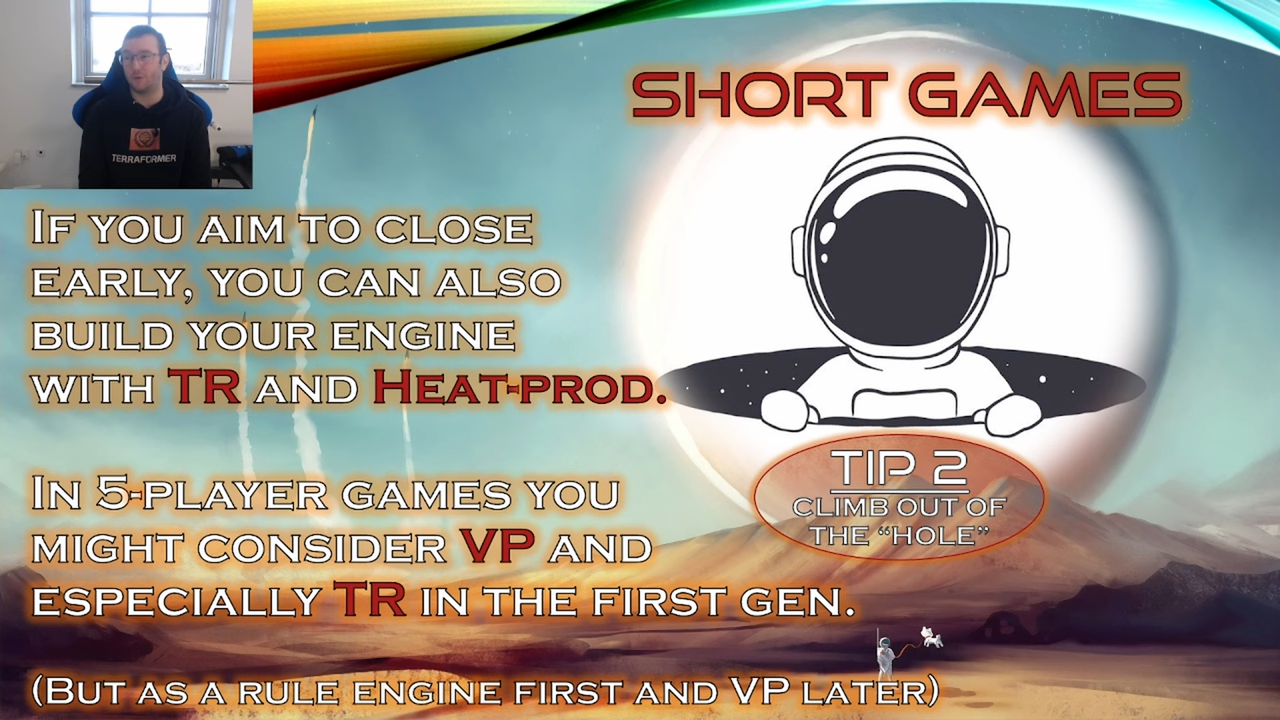 TERRAFORMER
SHORT GAMES
IF YOU AIM TO CLOSE
EARLY, YOU CAN ALSO
BUILD YOUR ENGINE
WITH TR AND HEAT-PROD.
IN 5-PLAYER GAMES YOU
MIGHT CONSIDER VP AND
ESPECIALLY TR IN THE FIRST GEN.
(BUT AS A RULE ENGINE FIRST AND VP LATER)
TIP 2
CLIMB OUT OF
THE “HOLE”